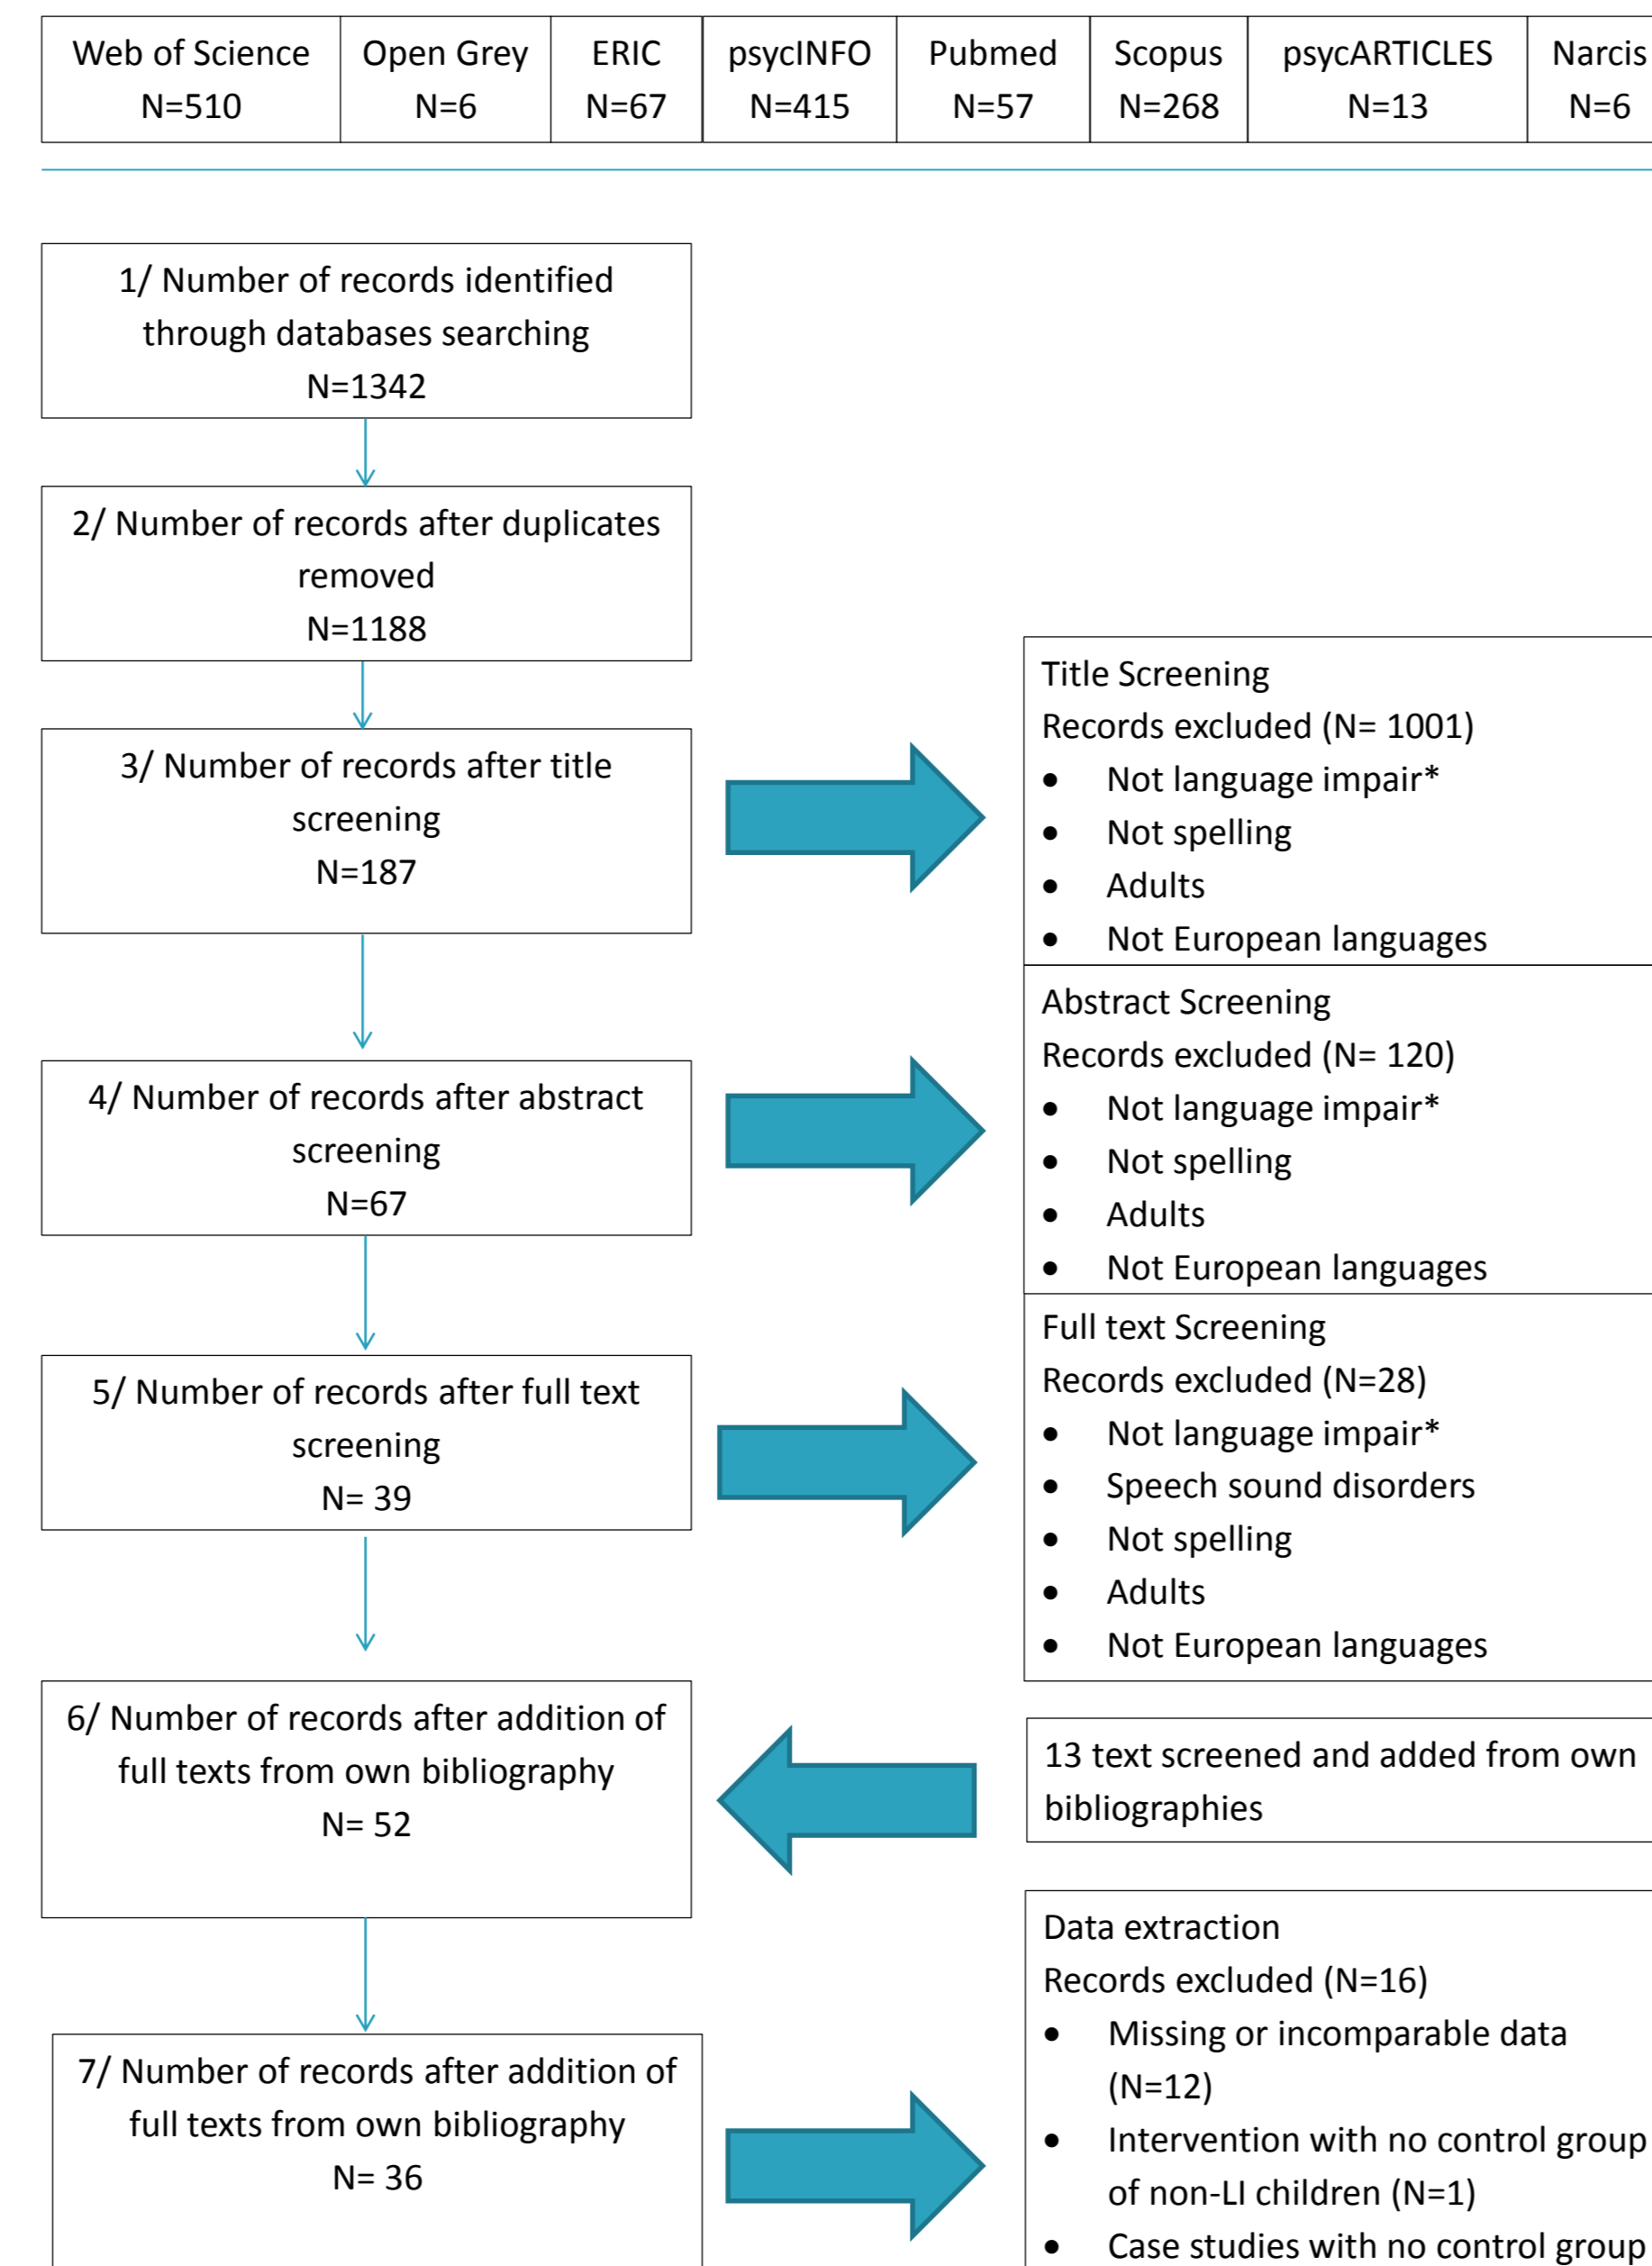 Web of Science
N=510
Open Grey
N=6
ERIC
N=67
psycINFO
N=415
Pubmed
N=57
Scopus
N=268
psycARTICLES
N=13
Narcis
N=6
1/ Number of records identified
through databases searching
N=1342
2/ Number of records after duplicates
removed
N=1188
3/ Number of records after title
screening
N=187
Title Screening
Records excluded (N= 1001)
• Not language impair*
• Not spelling
• Adults
• Not European languages
4/ Number of records after abstract
screening
N=67
Abstract Screening
Records excluded (N= 120)
• Not language impair*
• Not spelling
• Adults
• Not European languages
5/ Number of records after full text
screening
N= 39
Full text Screening
Records excluded (N=28)
• Not language impair*
• Speech sound disorders
• Not spelling
• Adults
• Not European languages
6/ Number of records after addition of
full texts from own bibliography
N= 52
13 text screened and added from own
bibliographies
7/ Number of records after addition of
full texts from own bibliography
N= 36
Data extraction
Records excluded (N=16)
• Missing or incomparable data
(N=12)
• Intervention with no control group
of non-LI children (N=1)
• Case studies with no control group